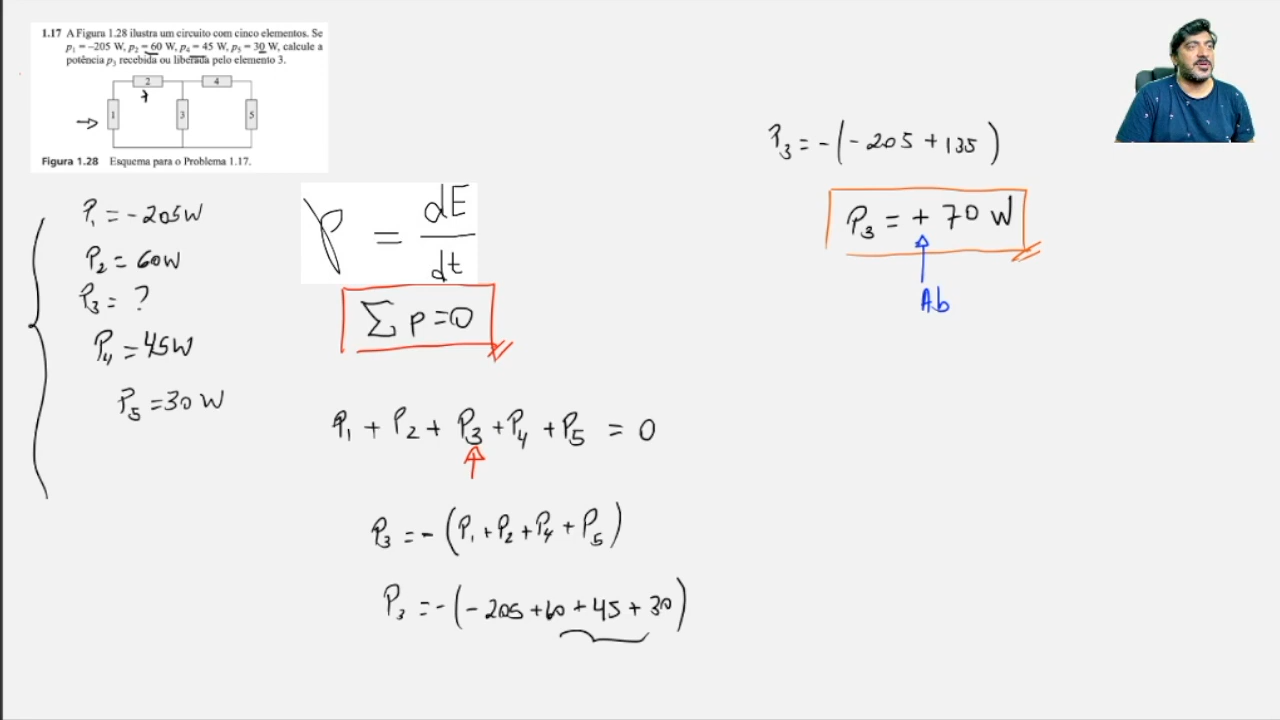 1.17 A Figura 1.28 ilustra um circuito com cinco elementos. Se
p₁ = –205 W, p₂ = 60 W, p₄ = 45 W, p₅ = 30 W, calcule a
potência p₃ recebida ou liberada pelo elemento 3.
2 4
1 3 5
Figura 1.28 Esquema para o Problema 1.17.
P₁ = -205W
P₂ = 60W
P₃ = ?
P₄ = 45W
P₅ = 30W
p = dE/dt
∑ p = 0
P₁ + P₂ + P₃ + P₄ + P₅ = 0
P₃ = - (P₁ + P₂ + P₄ + P₅)
P₃ = - (- 205 + 60 + 45 + 30)
P₃ = - (- 205 + 135)
P₃ = + 70 W
Ab